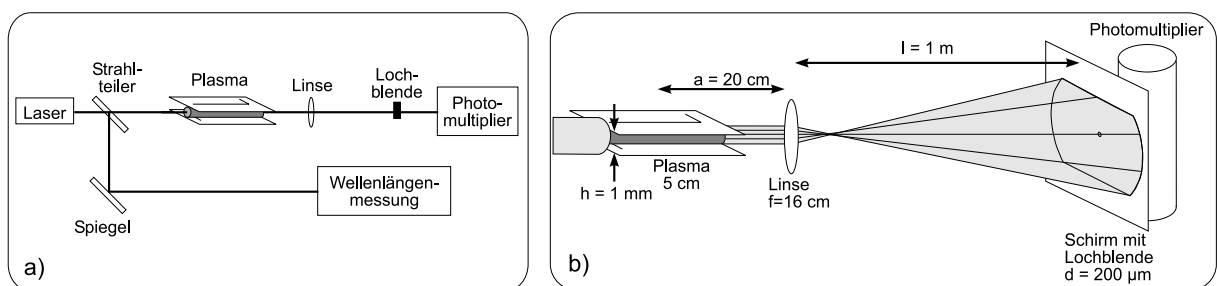 Strahl-
teiler
Plasma
Linse
Loch-
blende
Laser
Photo-
multiplier
Wellenlängen-
messung
Spiegel
a)
Photomultiplier
l = 1 m
a = 20 cm
Plasma
5 cm
h = 1 mm
Linse
f=16 cm
Schirm mit
Lochblende
d = 200 µm
b)